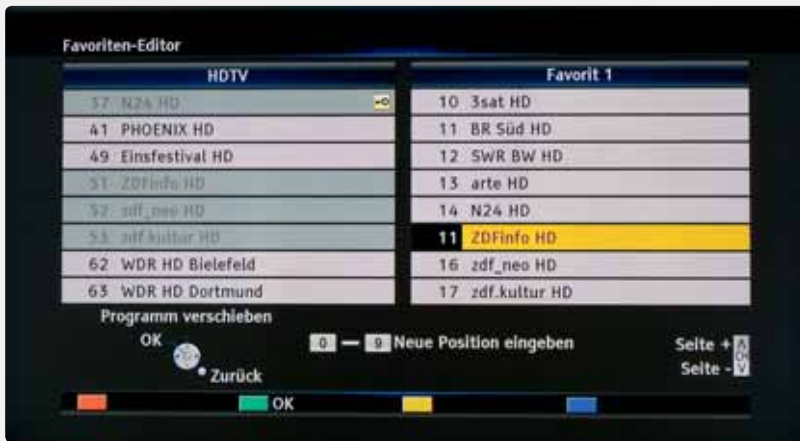 Favoriten-Editor
HDTV
37 N24 HD
41 PHOENIX HD
49 Einsfestival HD
51 ZDFinfo HD
52 zdf_neo HD
53 zdf.kultur HD
62 WDR HD Bielefeld
63 WDR HD Dortmund
Favorit 1
10 3sat HD
11 BR Süd HD
12 SWR BW HD
13 arte HD
14 N24 HD
11 ZDFinfo HD
16 zdf_neo HD
17 zdf.kultur HD
Programm verschieben
OK
Zurück
0 — 9 Neue Position eingeben
Seite + ∧
CH
Seite - ∨
OK